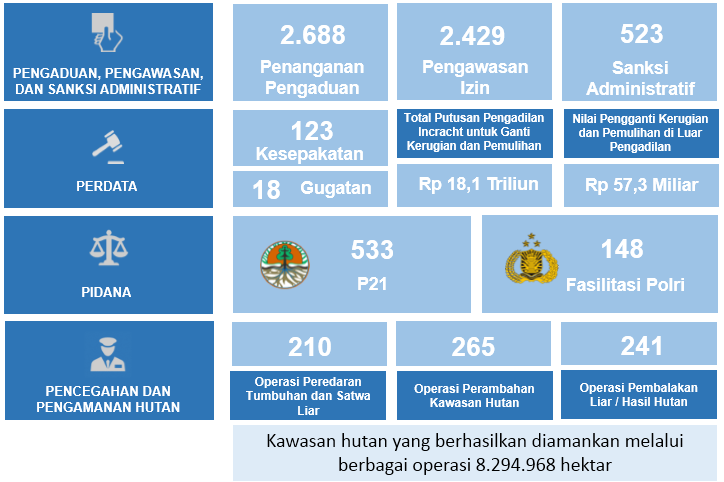 PENGADUAN, PENGAWASAN,
DAN SANKSI ADMINISTRATIF
2.688
Penanganan
Pengaduan
2.429
Pengawasan
Izin
523
Sanksi
Administratif
PERDATA
123
Kesepakatan
18 Gugatan
Total Putusan Pengadilan
Incracht untuk Ganti
Kerugian dan Pemulihan
Rp 18,1 Triliun
Nilai Pengganti Kerugian
dan Pemulihan di Luar
Pengadilan
Rp 57,3 Miliar
PIDANA
533
P21
148
Fasilitasi Polri
PENCEGAHAN DAN
PENGAMANAN HUTAN
210
Operasi Peredaran
Tumbuhan dan Satwa
Liar
265
Operasi Perambahan
Kawasan Hutan
241
Operasi Pembalakan
Liar / Hasil Hutan
Kawasan hutan yang berhasilkan diamankan melalui
berbagai operasi 8.294.968 hektar